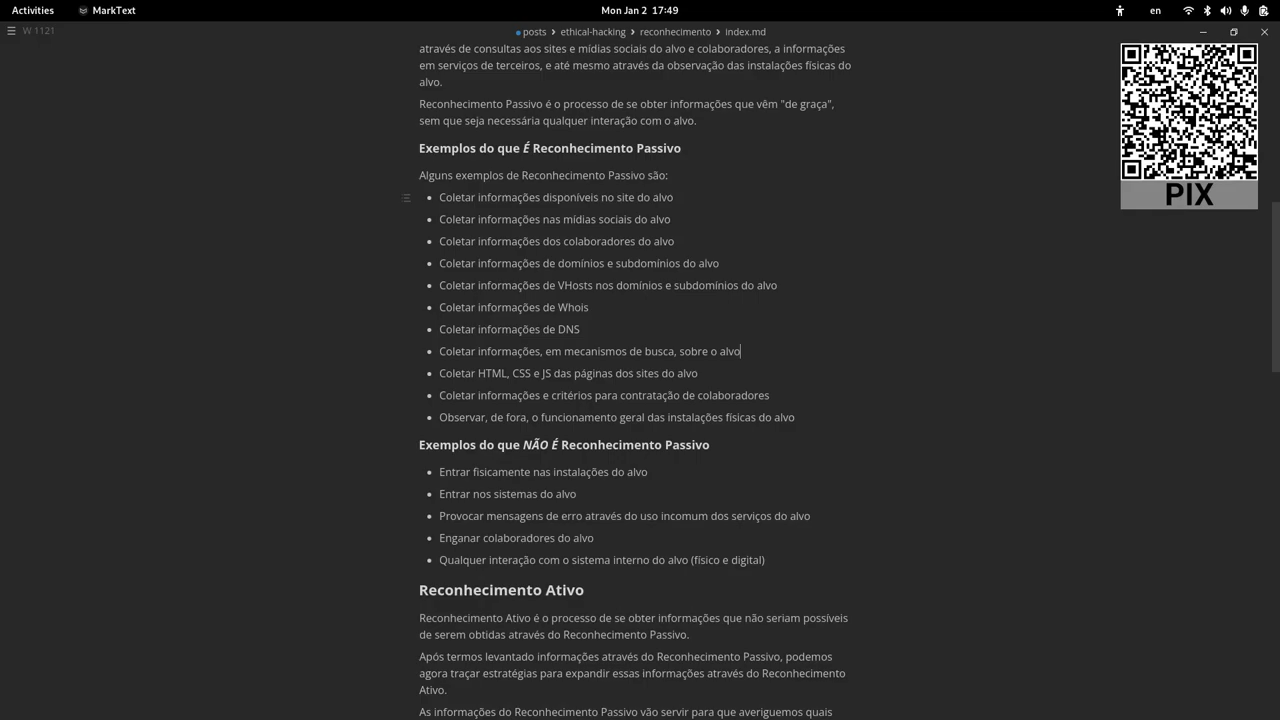 Activities MarkText Mon Jan 2 17:49 en
W 1121 posts ethical-hacking reconhecimento index.md
através de consultas aos sites e mídias sociais do alvo e colaboradores, a informações
em serviços de terceiros, e até mesmo através da observação das instalações físicas do
alvo.
Reconhecimento Passivo é o processo de se obter informações que vêm "de graça",
sem que seja necessária qualquer interação com o alvo.
Exemplos do que É Reconhecimento Passivo
Alguns exemplos de Reconhecimento Passivo são:
Coletar informações disponíveis no site do alvo
Coletar informações nas mídias sociais do alvo
Coletar informações dos colaboradores do alvo
Coletar informações de domínios e subdomínios do alvo
Coletar informações de VHosts nos domínios e subdomínios do alvo
Coletar informações de Whois
Coletar informações de DNS
Coletar informações, em mecanismos de busca, sobre o alvo
Coletar HTML, CSS e JS das páginas dos sites do alvo
Coletar informações e critérios para contratação de colaboradores
Observar, de fora, o funcionamento geral das instalações físicas do alvo
Exemplos do que NÃO É Reconhecimento Passivo
Entrar fisicamente nas instalações do alvo
Entrar nos sistemas do alvo
Provocar mensagens de erro através do uso incomum dos serviços do alvo
Enganar colaboradores do alvo
Qualquer interação com o sistema interno do alvo (físico e digital)
Reconhecimento Ativo
Reconhecimento Ativo é o processo de se obter informações que não seriam possíveis
de serem obtidas através do Reconhecimento Passivo.
Após termos levantado informações através do Reconhecimento Passivo, podemos
agora traçar estratégias para expandir essas informações através do Reconhecimento
Ativo.
As informações do Reconhecimento Passivo vão servir para que averiguemos quais
PIX